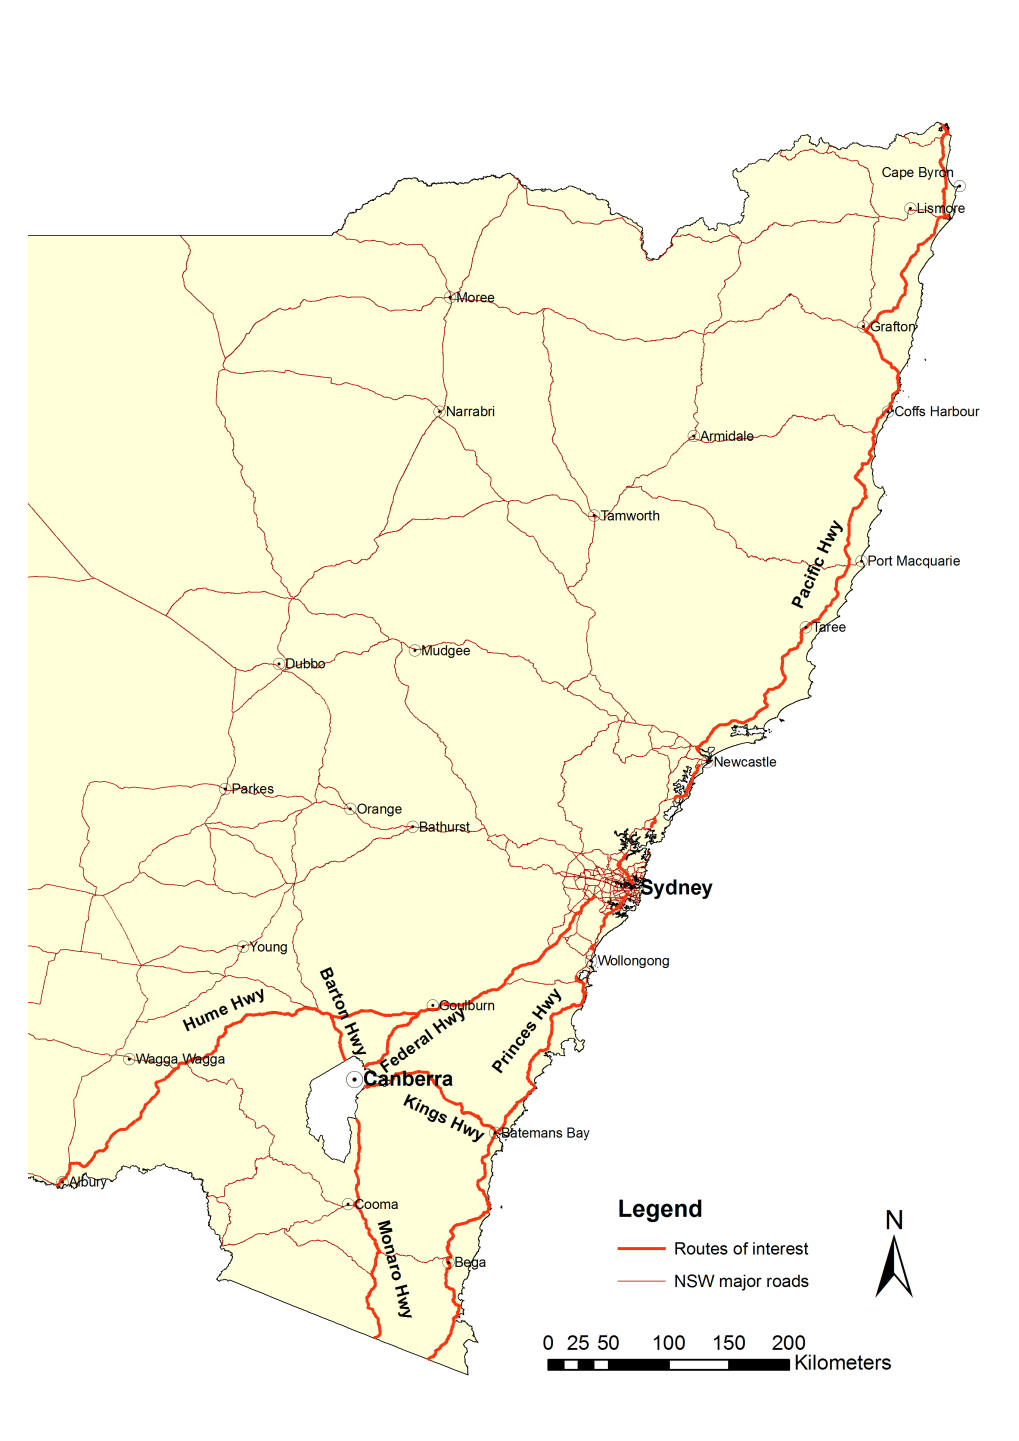 Cape Byron
Lismore
Moree
Grafton
Narrabri
Coffs Harbour
Armidale
Tamworth
Pacific Hwy
Port Macquarie
Taree
Mudgee
Dubbo
Newcastle
Parkes
Orange
Bathurst
Sydney
Young
Wollongong
Barton Hwy
Hume Hwy
Goulburn
Federal Hwy
Princes Hwy
Wagga Wagga
Canberra
Kings Hwy
Batemans Bay
Albury
Cooma
Monaro Hwy
Bega
Legend
Routes of interest
NSW major roads
N
0 25 50 100 150 200
Kilometers